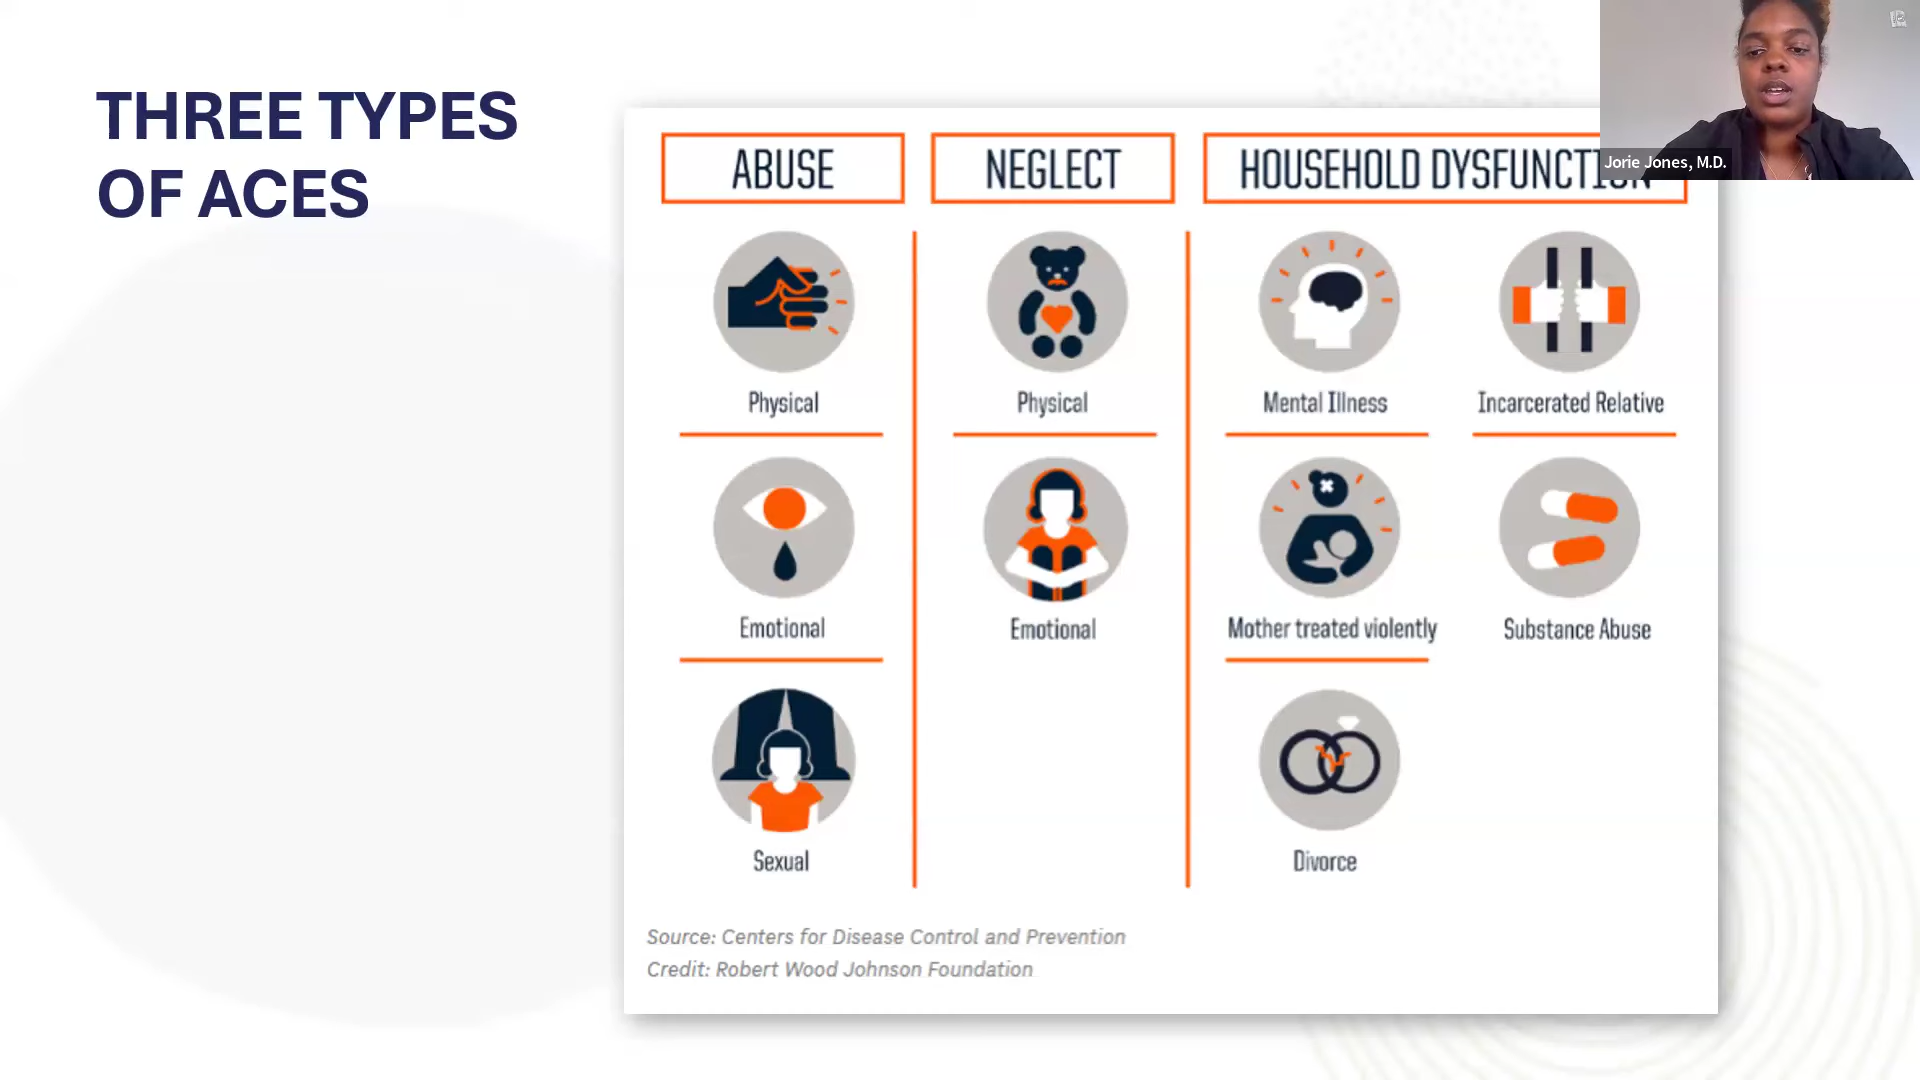 THREE TYPES
OF ACES
ABUSE
NEGLECT
HOUSEHOLD DYSFUNCTION
Jorie Jones, M.D.
Physical
Physical
Mental Illness
Incarcerated Relative
Emotional
Emotional
Mother treated violently
Substance Abuse
Sexual
Divorce
Source: Centers for Disease Control and Prevention
Credit: Robert Wood Johnson Foundation